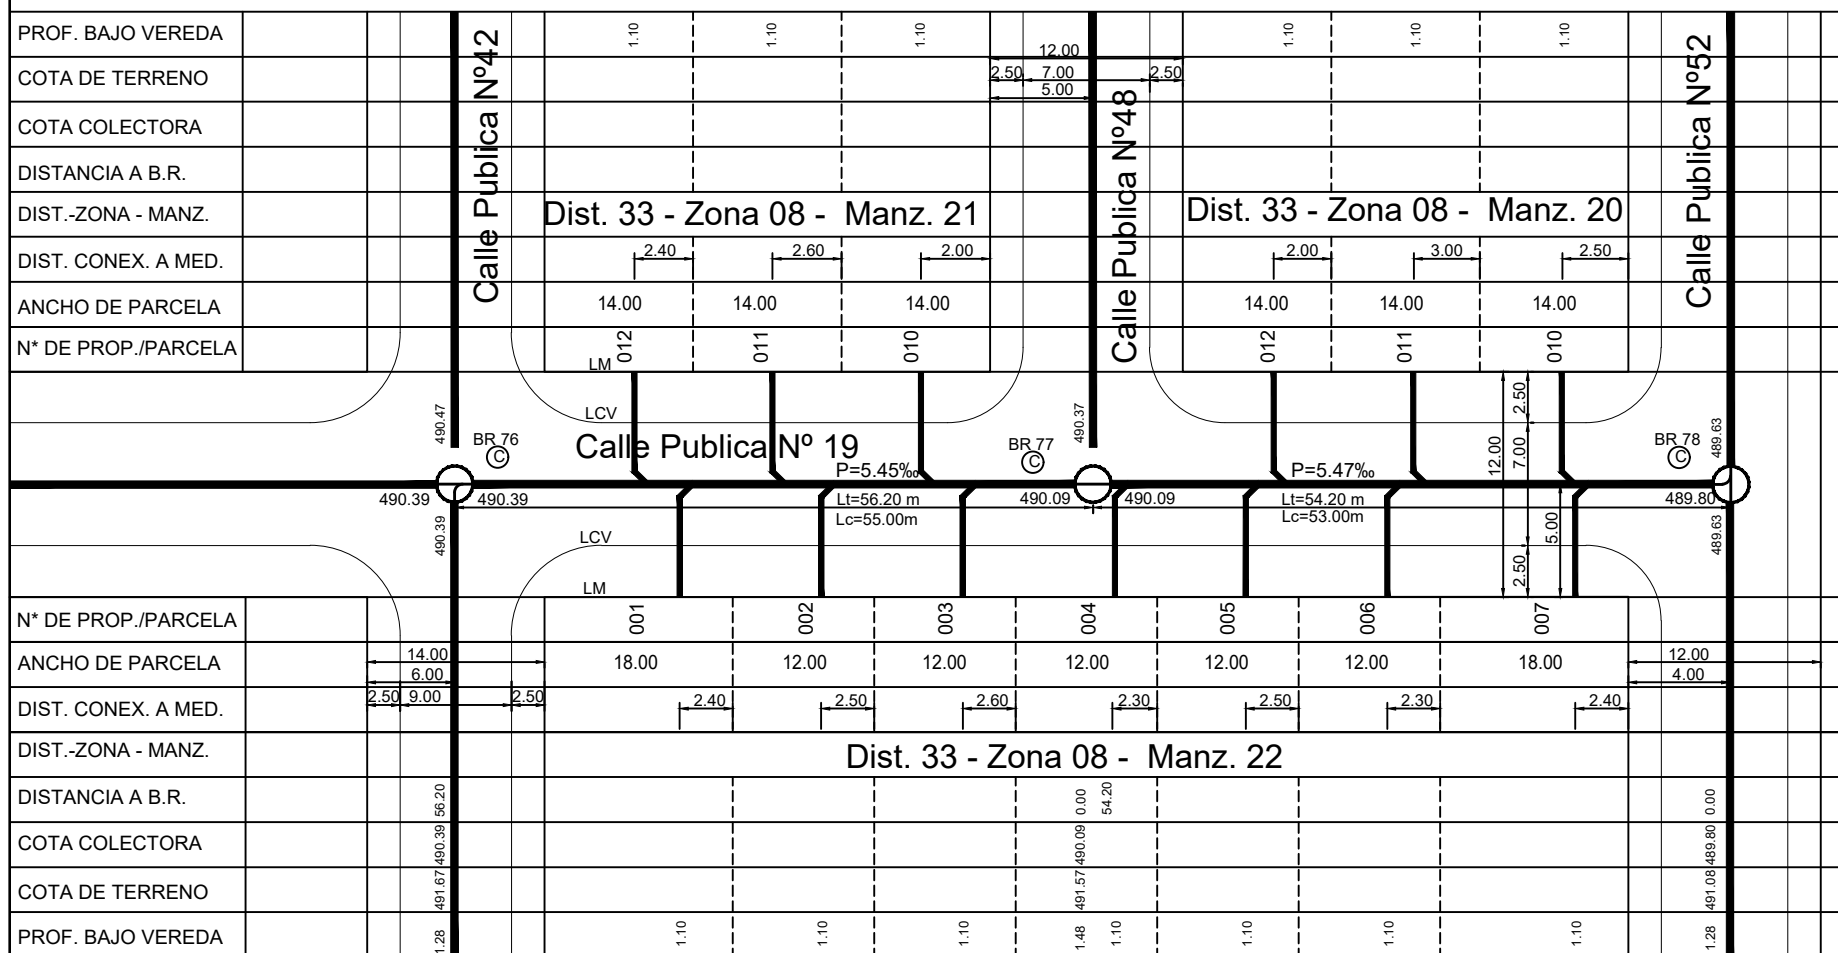 PROF. BAJO VEREDA
1.10 1.10 1.10 1.10 1.10 1.10
COTA DE TERRENO
12.00
2.50 7.00 2.50
5.00
COTA COLECTORA
DISTANCIA A B.R.
Calle Publica Nº42
Calle Publica Nº48
Calle Publica Nº52
DIST.-ZONA - MANZ.
Dist. 33 - Zona 08 - Manz. 21
Dist. 33 - Zona 08 - Manz. 20
DIST. CONEX. A MED.
2.40 2.60 2.00 2.00 3.00 2.50
ANCHO DE PARCELA
14.00 14.00 14.00 14.00 14.00 14.00
N* DE PROP./PARCELA
012 011 010 012 011 010
LM
LCV
490.47
490.37
489.63
BR 76
C
Calle Publica Nº 19
BR 77
C
BR 78
C
P=5.45‰
P=5.47‰
12.00
2.50
7.00
2.50
5.00
490.39 490.39
Lt=56.20 m
490.09 490.09
Lt=54.20 m
489.80
Lc=55.00m
Lc=53.00m
490.39
489.63
LCV
LM
N* DE PROP./PARCELA
001 002 003 004 005 006 007
ANCHO DE PARCELA
14.00
6.00
18.00 12.00 12.00 12.00 12.00 12.00 18.00
12.00
4.00
DIST. CONEX. A MED.
2.50 9.00 2.50
2.40 2.50 2.60 2.30 2.50 2.30 2.40
DIST.-ZONA - MANZ.
Dist. 33 - Zona 08 - Manz. 22
DISTANCIA A B.R.
56.20 0.00 54.20 0.00
COTA COLECTORA
490.39 490.09 489.80
COTA DE TERRENO
491.67 491.57 491.08
PROF. BAJO VEREDA
1.28 1.10 1.10 1.10 1.48 1.10 1.10 1.10 1.10 1.28